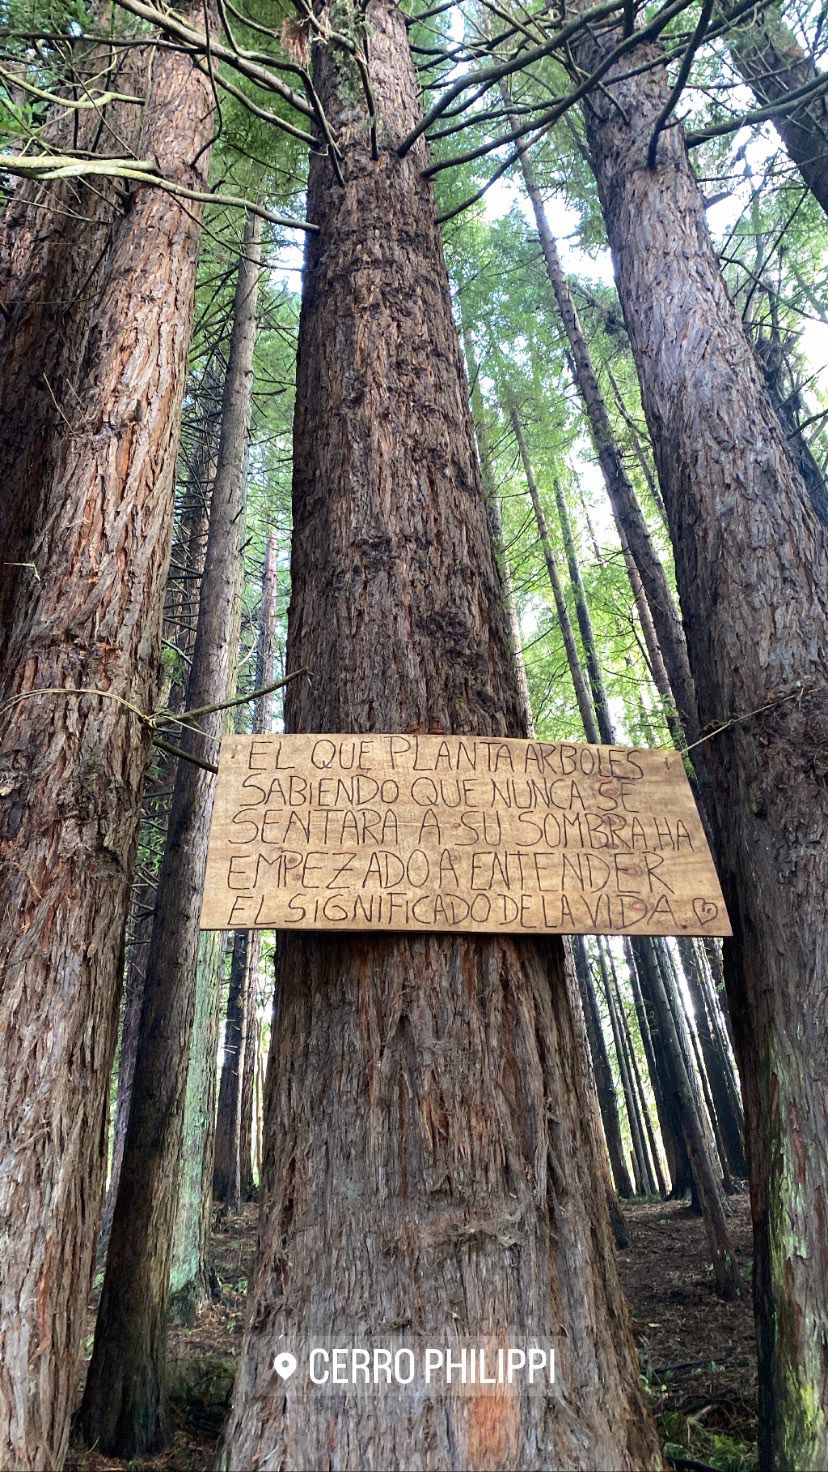 EL QUE PLANTA ARBOLES
SABIENDO QUE NUNCA SE
SENTARA A SU SOMBRA, HA
EMPEZADO A ENTENDER
EL SIGNIFICADO DE LA VIDA.
CERRO PHILIPPI